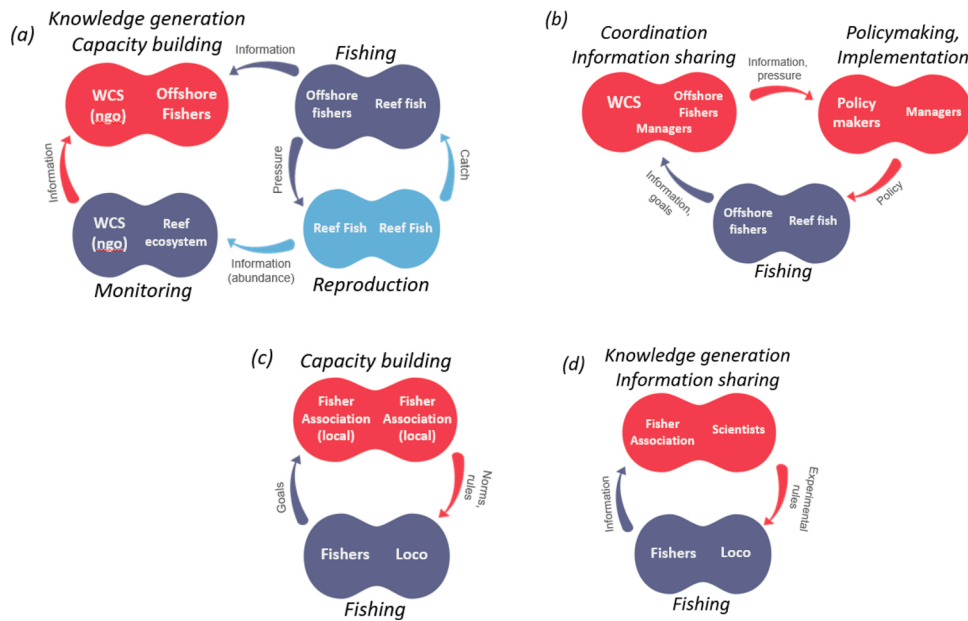 (a)
Knowledge generation
Capacity building
Information
Fishing
WCS
(ngo)
Offshore
Fishers
Offshore
fishers
Reef fish
Information
Pressure
Catch
WCS
(ngo)
Reef
ecosystem
Reef Fish
Reef Fish
Information
(abundance)
Monitoring
Reproduction
(b)
Coordination
Information sharing
Policymaking,
Implementation
Information,
pressure
WCS
Offshore
Fishers
Managers
Policy
makers
Managers
Information,
goals
Policy
Offshore
fishers
Reef fish
Fishing
(c)
Capacity building
Fisher
Association
(local)
Fisher
Association
(local)
Goals
Norms,
rules
Fishers
Loco
Fishing
(d)
Knowledge generation
Information sharing
Fisher
Association
Scientists
Information
Experimental
rules
Fishers
Loco
Fishing